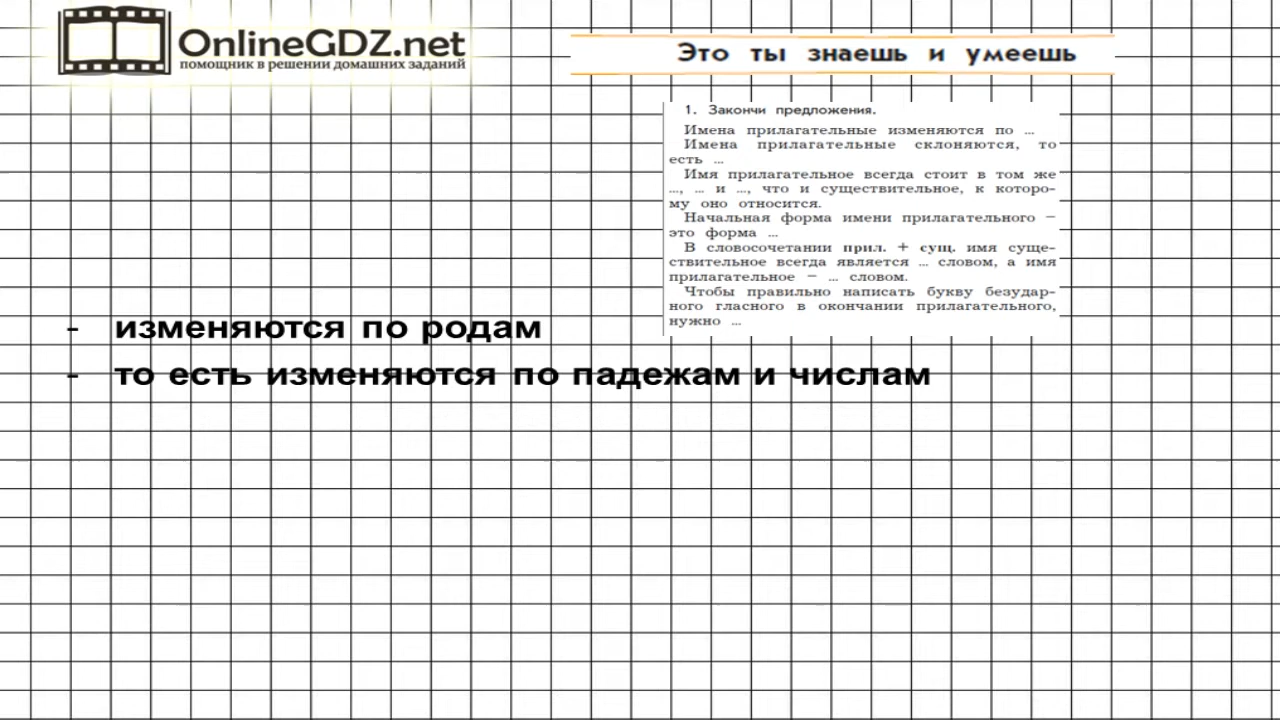 OnlineGDZ.net
помощник в решении домашних заданий
Это ты знаешь и умеешь
1. Закончи предложения.
Имена прилагательные изменяются по ...
Имена прилагательные склоняются, то
есть ...
Имя прилагательное всегда стоит в том же
..., ... и ..., что и существительное, к которо-
му оно относится.
Начальная форма имени прилагательного –
это форма ...
В словосочетании прил. + сущ. имя суще-
ствительное всегда является ... словом, а имя
прилагательное – ... словом.
Чтобы правильно написать букву безудар-
ного гласного в окончании прилагательного,
нужно ...
- изменяются по родам
- то есть изменяются по падежам и числам